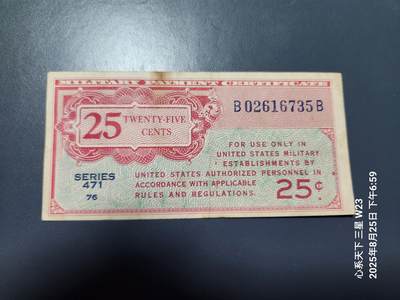 MILITARY PAYMENT CERTIFICATE
B02616735B
25 TWENTY-FIVE
CENTS
FOR USE ONLY IN
UNITED STATES MILITARY
ESTABLISHMENTS BY
UNITED STATES AUTHORIZED PERSONNEL IN
ACCORDANCE WITH APPLICABLE
RULES AND REGULATIONS.
SERIES
471
76
25¢
心系天下 三星 W23
2025年8月25日 下午6:59